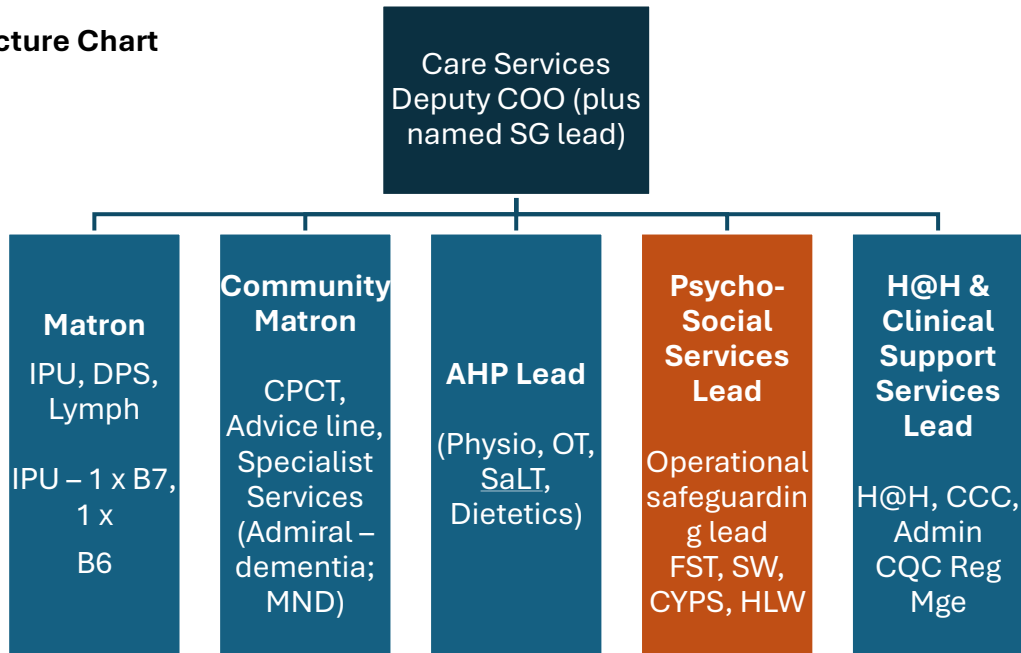 cture Chart
Care Services
Deputy COO (plus
named SG lead)
Matron
IPU, DPS,
Lymph
IPU – 1 x B7,
1 x
B6
Community
Matron
CPCT,
Advice line,
Specialist
Services
(Admiral –
dementia;
MND)
AHP Lead
(Physio, OT,
SaLT,
Dietetics)
Psycho-
Social
Services
Lead
Operational
safeguardin
g lead
FST, SW,
CYPS, HLW
H@H &
Clinical
Support
Services
Lead
H@H, CCC,
Admin
CQC Reg
Mge